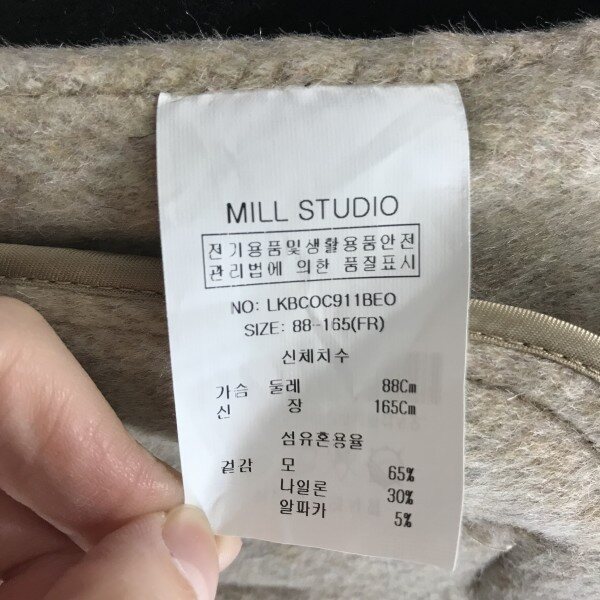 MILL STUDIO
전기용품및생활용품안전
관리법에 의한 품질표시
NO: LKBCOC911BEO
SIZE: 88-165(FR)
신체치수
가슴 둘레 88Cm
신 장 165Cm
섬유혼용율
겉감 모 65%
나일론 30%
알파카 5%